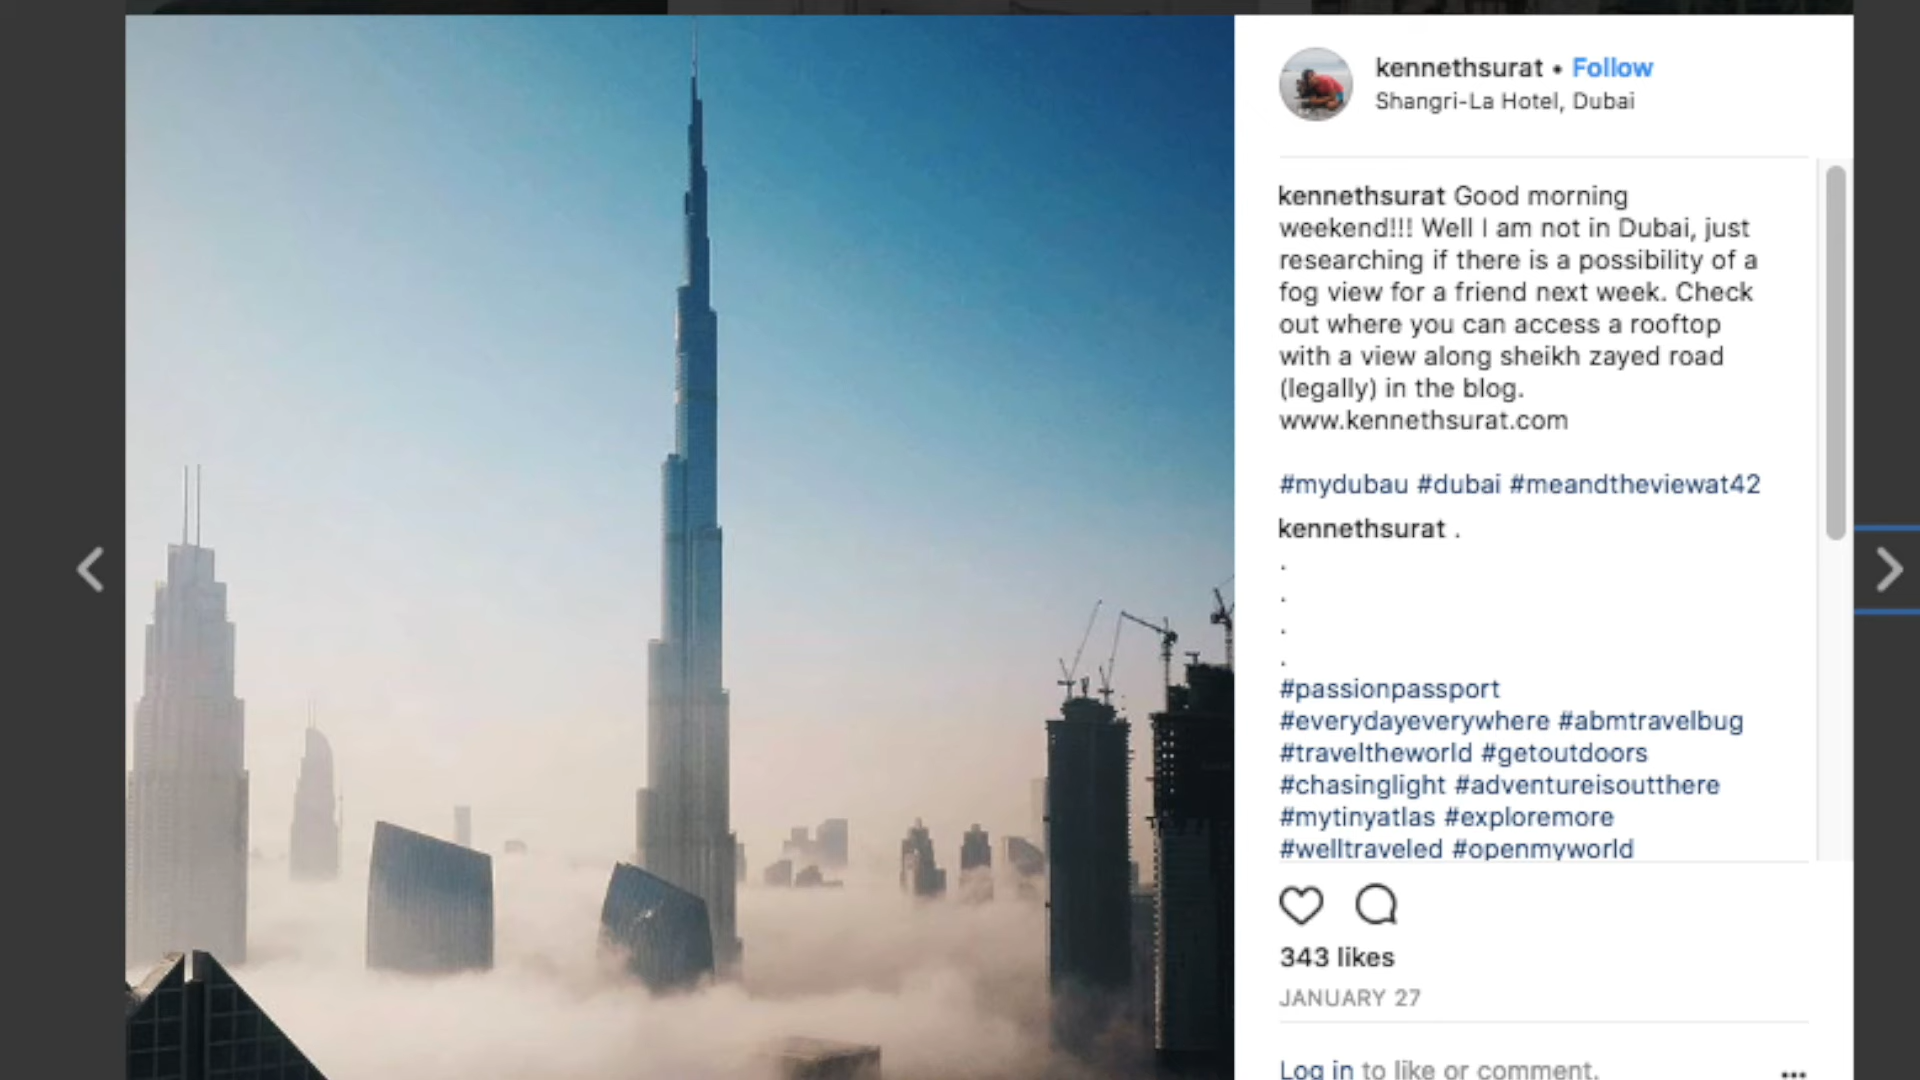 kennethsurat • Follow
Shangri-La Hotel, Dubai
kennethsurat Good morning
weekend!!! Well I am not in Dubai, just
researching if there is a possibility of a
fog view for a friend next week. Check
out where you can access a rooftop
with a view along sheikh zayed road
(legally) in the blog.
www.kennethsurat.com
#mydubau #dubai #meandtheviewat42
kennethsurat .
.
.
.
.
#passionpassport
#everydayeverywhere #abmtravelbug
#traveltheworld #getoutdoors
#chasinglight #adventureisoutthere
#mytinyatlas #exploremore
#welltraveled #openmyworld
343 likes
JANUARY 27
Log in to like or comment.